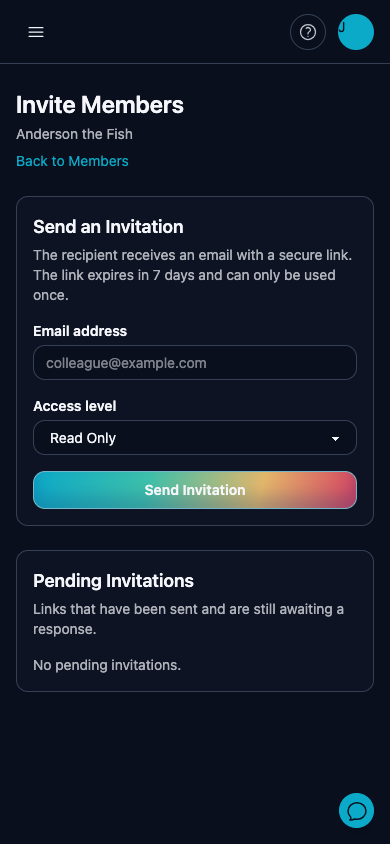 J
Invite Members
Anderson the Fish
Back to Members
Send an Invitation
The recipient receives an email with a secure link.
The link expires in 7 days and can only be used
once.
Email address
colleague@example.com
Access level
Read Only
Send Invitation
Pending Invitations
Links that have been sent and are still awaiting a
response.
No pending invitations.